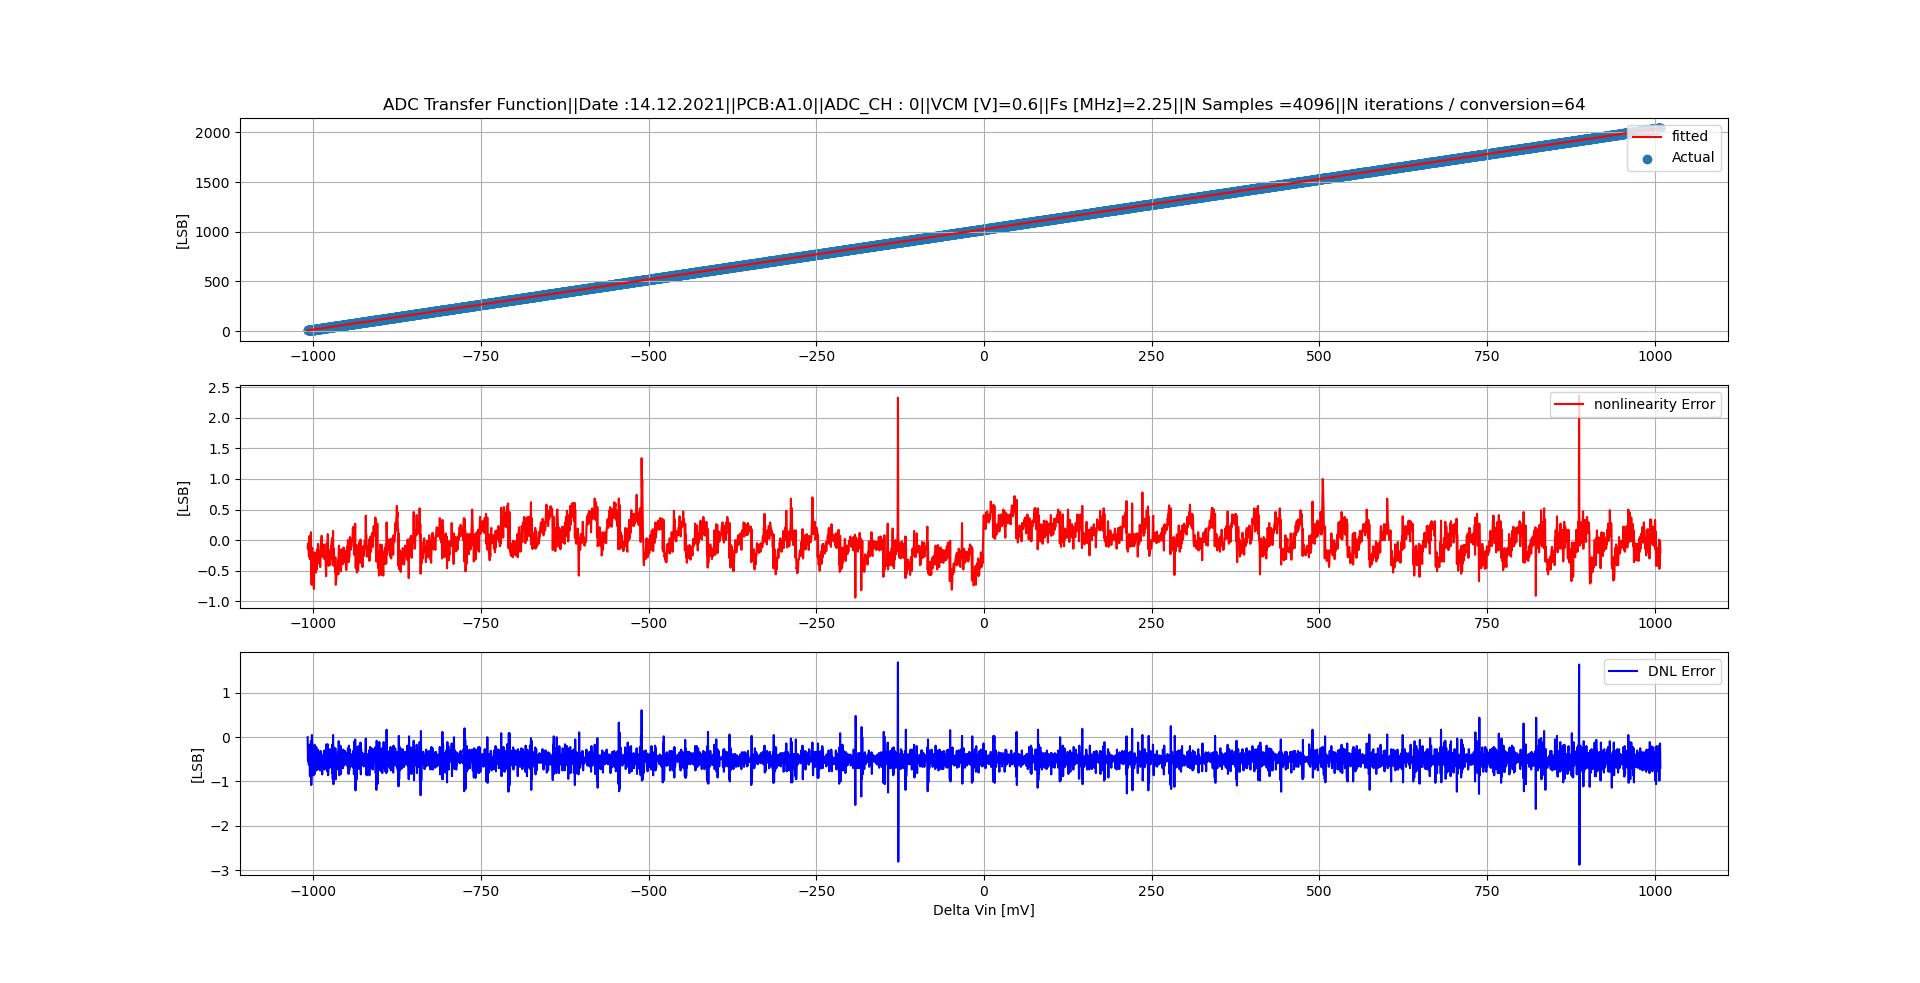 ADC Transfer Function||Date :14.12.2021||PCB:A1.0||ADC_CH : 0||VCM [V]=0.6||Fs [MHz]=2.25||N Samples =4096||N iterations / conversion=64
2000
1500
1000
500
0
[LSB]
fitted
Actual
−1000 −750 −500 −250 0 250 500 750 1000
2.5
2.0
1.5
1.0
0.5
0.0
−0.5
−1.0
[LSB]
nonlinearity Error
−1000 −750 −500 −250 0 250 500 750 1000
1
0
−1
−2
−3
[LSB]
DNL Error
−1000 −750 −500 −250 0 250 500 750 1000
Delta Vin [mV]